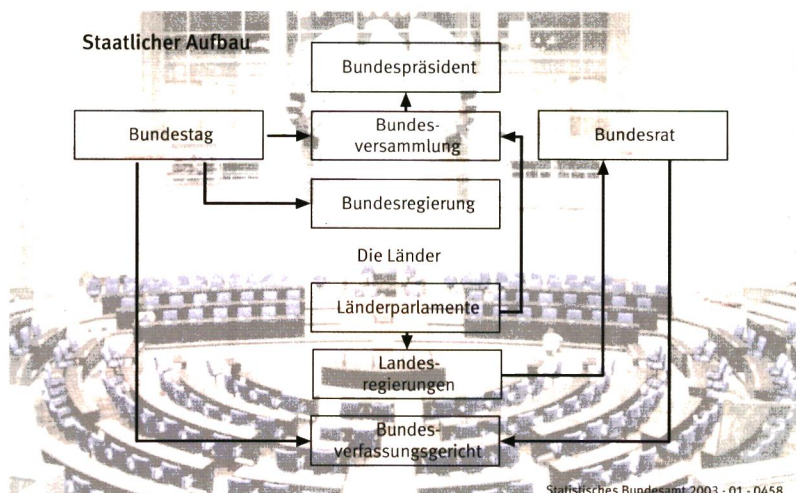 Staatlicher Aufbau
Bundespräsident
Bundestag
Bundes-
versammlung
Bundesrat
Bundesregierung
Die Länder
Länderparlamente
Landes-
regierungen
Bundes-
verfassungsgericht
Statistisches Bundesamt 2003 - 01 - 0458